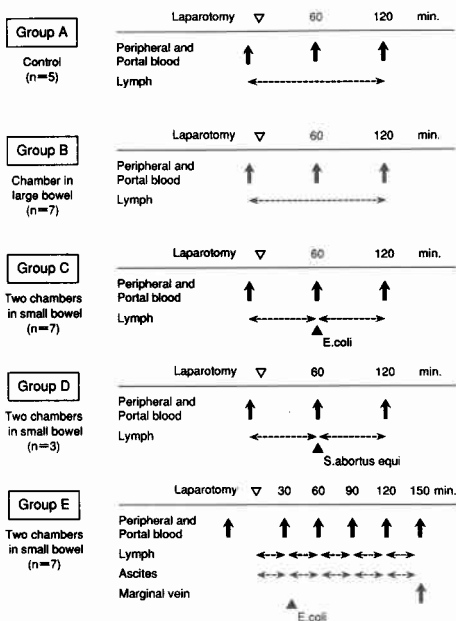 Group A
Control
(n=5)
Laparotomy ▽ 60 120 min.
Peripheral and
Portal blood
Lymph
Group B
Chamber in
large bowel
(n=7)
Laparotomy ▽ 60 120 min.
Peripheral and
Portal blood
Lymph
Group C
Two chambers
in small bowel
(n=7)
Laparotomy ▽ 60 120 min.
Peripheral and
Portal blood
Lymph
E.coli
Group D
Two chambers
in small bowel
(n=3)
Laparotomy ▽ 60 120 min.
Peripheral and
Portal blood
Lymph
S.abortus equi
Group E
Two chambers
in small bowel
(n=7)
Laparotomy ▽ 30 60 90 120 150 min.
Peripheral and
Portal blood
Lymph
Ascites
Marginal vein
E.coli